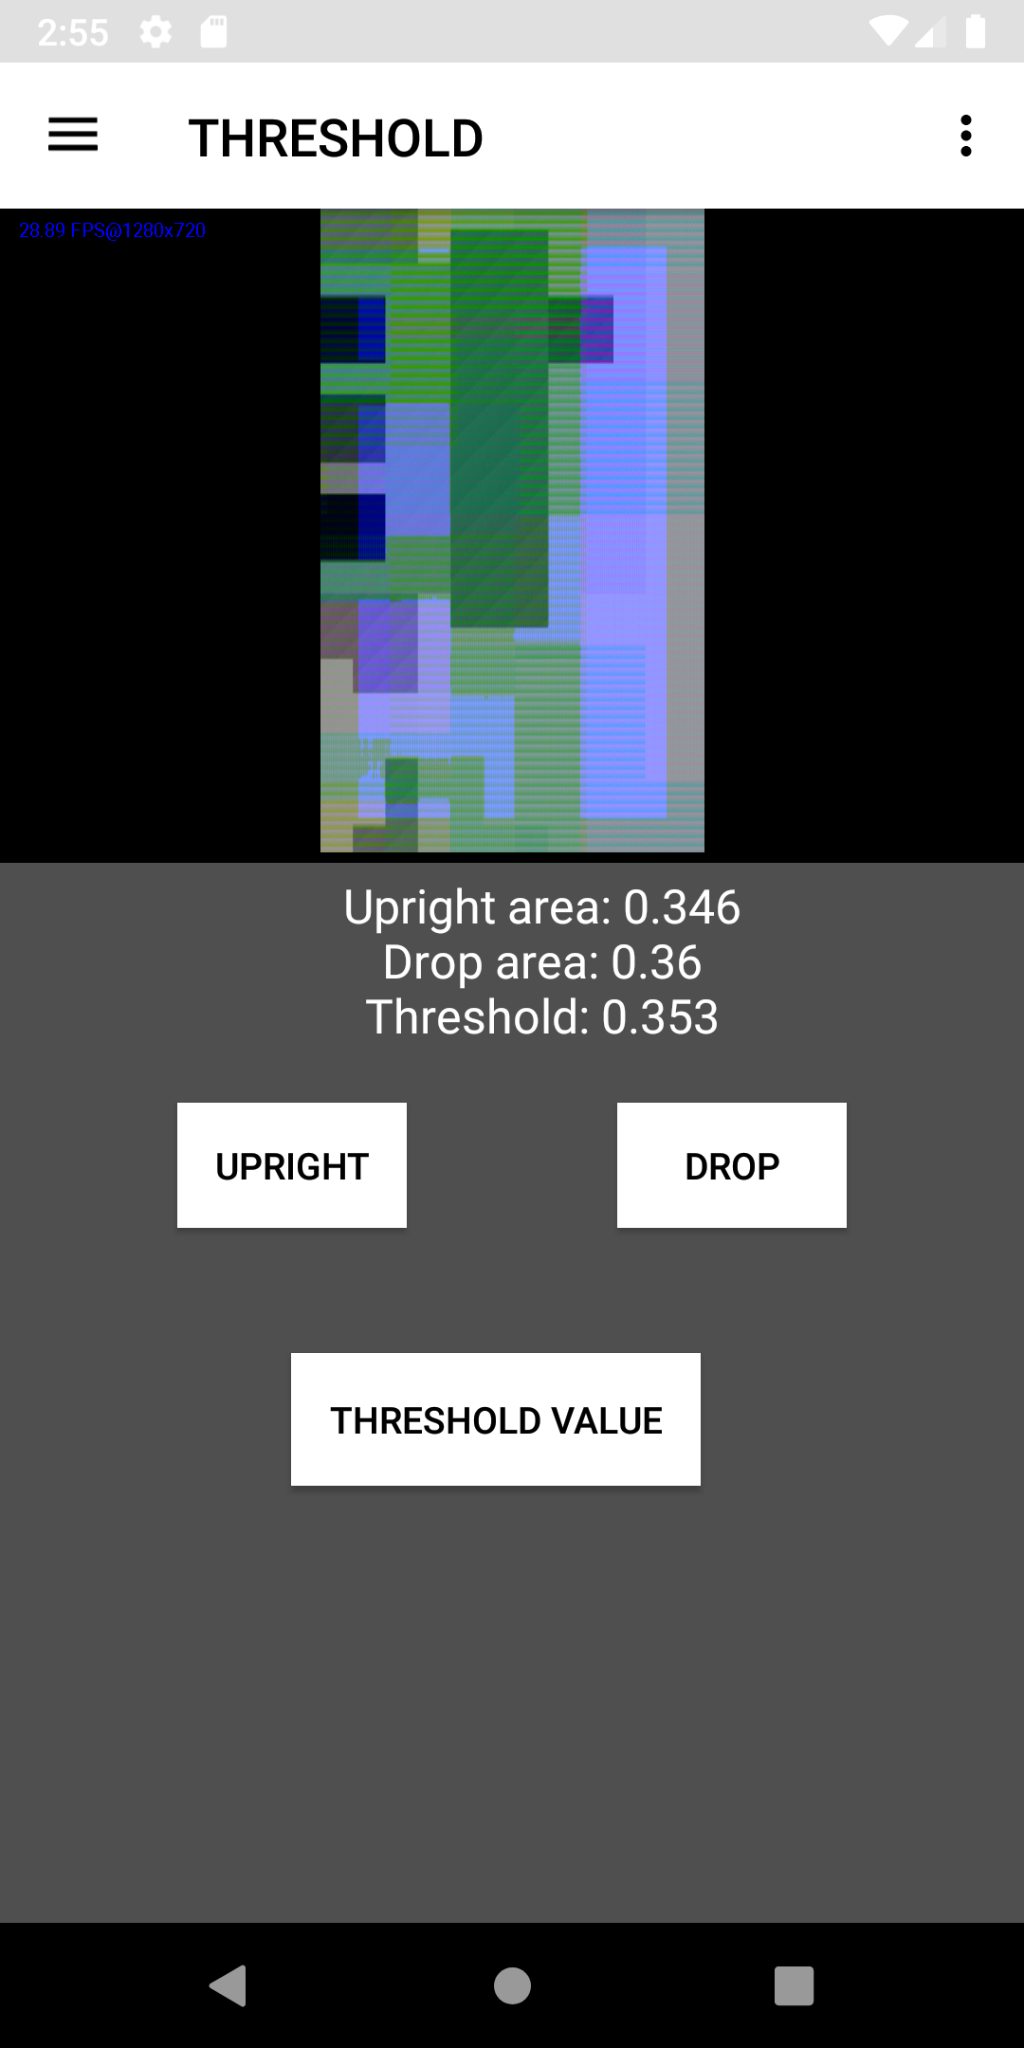 2:55
THRESHOLD
28.89 FPS@1280x720
Upright area: 0.346
Drop area: 0.36
Threshold: 0.353
UPRIGHT
DROP
THRESHOLD VALUE